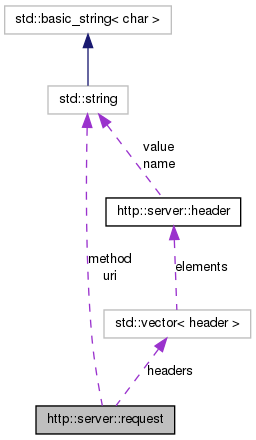 std::basic_string< char >
std::string
value
name
http::server::header
method
uri
elements
std::vector< header >
headers
http::server::request